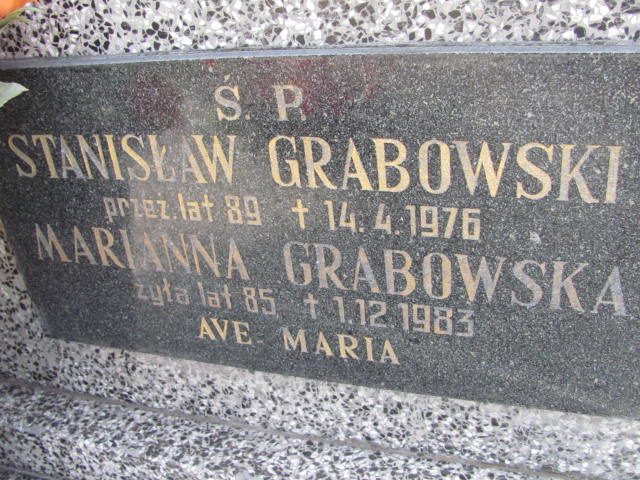 Ś. P.
STANISŁAW GRABOWSKI
przeż. lat 89 + 14. 4. 1976
MARIANNA GRABOWSKA
żyła lat 85 + 1.12 1983
AVE MARIA